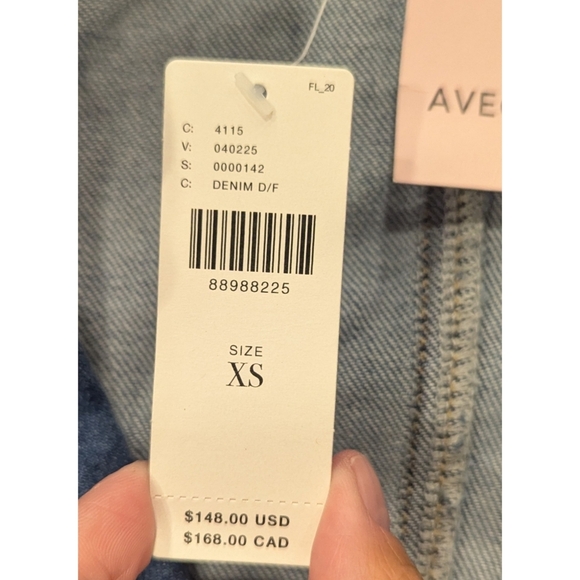 FL_20
AVE
C: 4115
V: 040225
S: 0000142
C: DENIM D/F
88988225
SIZE
XS
$148.00 USD
$168.00 CAD